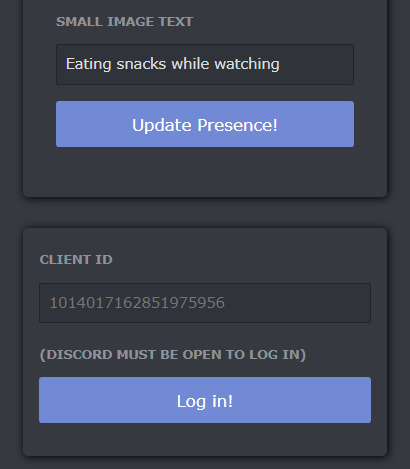 SMALL IMAGE TEXT
Eating snacks while watching
Update Presence!
CLIENT ID
1014017162851975956
(DISCORD MUST BE OPEN TO LOG IN)
Log in!